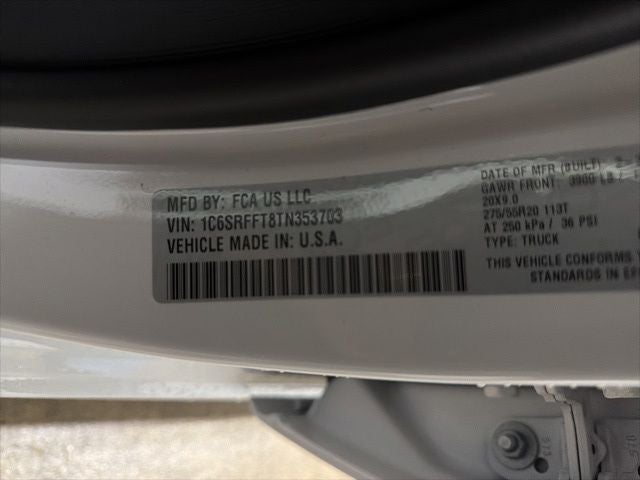 MFD BY: FCA US LLC
VIN: 1C6SRFFT8TN353703
VEHICLE MADE IN: U.S.A.
DATE OF MFR (BUILT):
GAWR FRONT: 3900 LB
20X9.0
275/55R20 113T
AT 250 kPa / 36 PSI
TYPE: TRUCK
THIS VEHICLE CONFORMS
STANDARDS IN